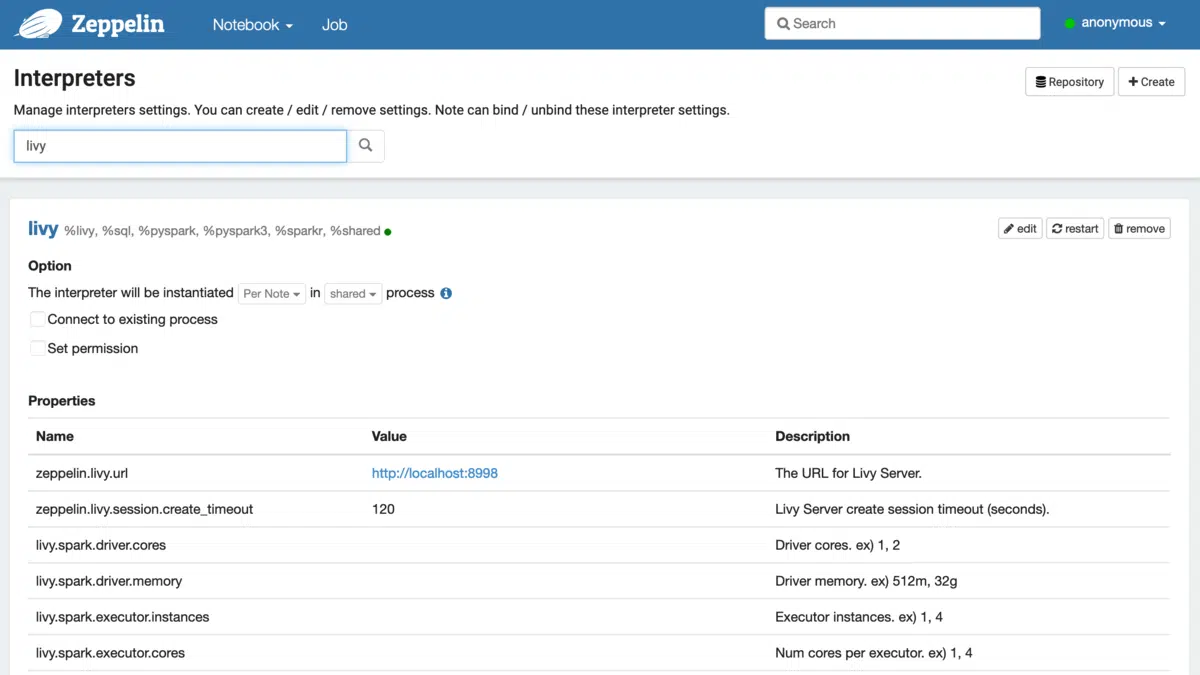 Zeppelin Notebook Job Search anonymous
Interpreters
Repository Create
Manage interpreters settings. You can create / edit / remove settings. Note can bind / unbind these interpreter settings.
livy
livy %livy, %sql, %pyspark, %pyspark3, %sparkr, %shared edit restart remove
Option
The interpreter will be instantiated Per Note in shared process
Connect to existing process
Set permission
Properties
Name Value Description
zeppelin.livy.url http://localhost:8998 The URL for Livy Server.
zeppelin.livy.session.create_timeout 120 Livy Server create session timeout (seconds).
livy.spark.driver.cores Driver cores. ex) 1, 2
livy.spark.driver.memory Driver memory. ex) 512m, 32g
livy.spark.executor.instances Executor instances. ex) 1, 4
livy.spark.executor.cores Num cores per executor. ex) 1, 4